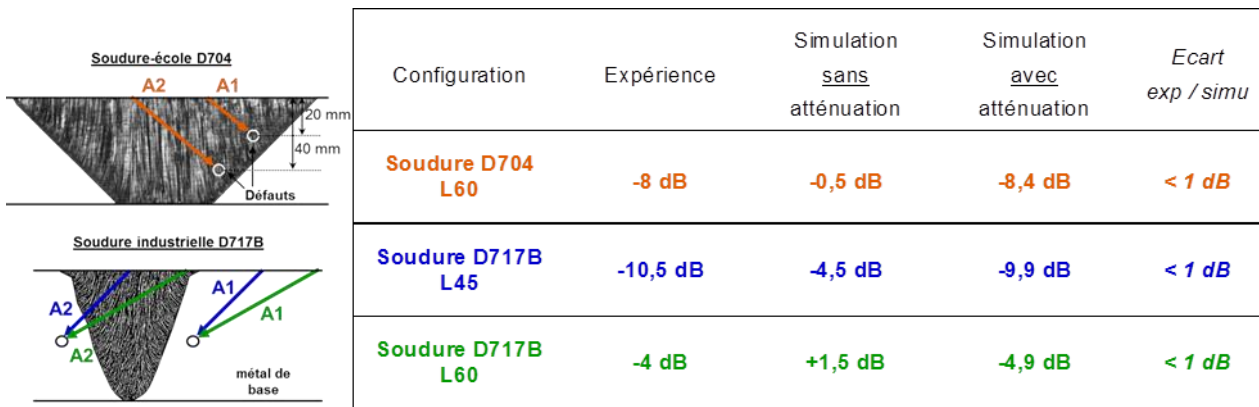 Soudure-école D704
A2
A1
20 mm
40 mm
Défauts
Soudure industrielle D717B
A2
A1
A2
A1
métal de
base
Configuration
Expérience
Simulation
sans
atténuation
Simulation
avec
atténuation
Ecart
exp / simu
Soudure D704
L60
-8 dB
-0,5 dB
-8,4 dB
< 1 dB
Soudure D717B
L45
-10,5 dB
-4,5 dB
-9,9 dB
< 1 dB
Soudure D717B
L60
-4 dB
+1,5 dB
-4,9 dB
< 1 dB